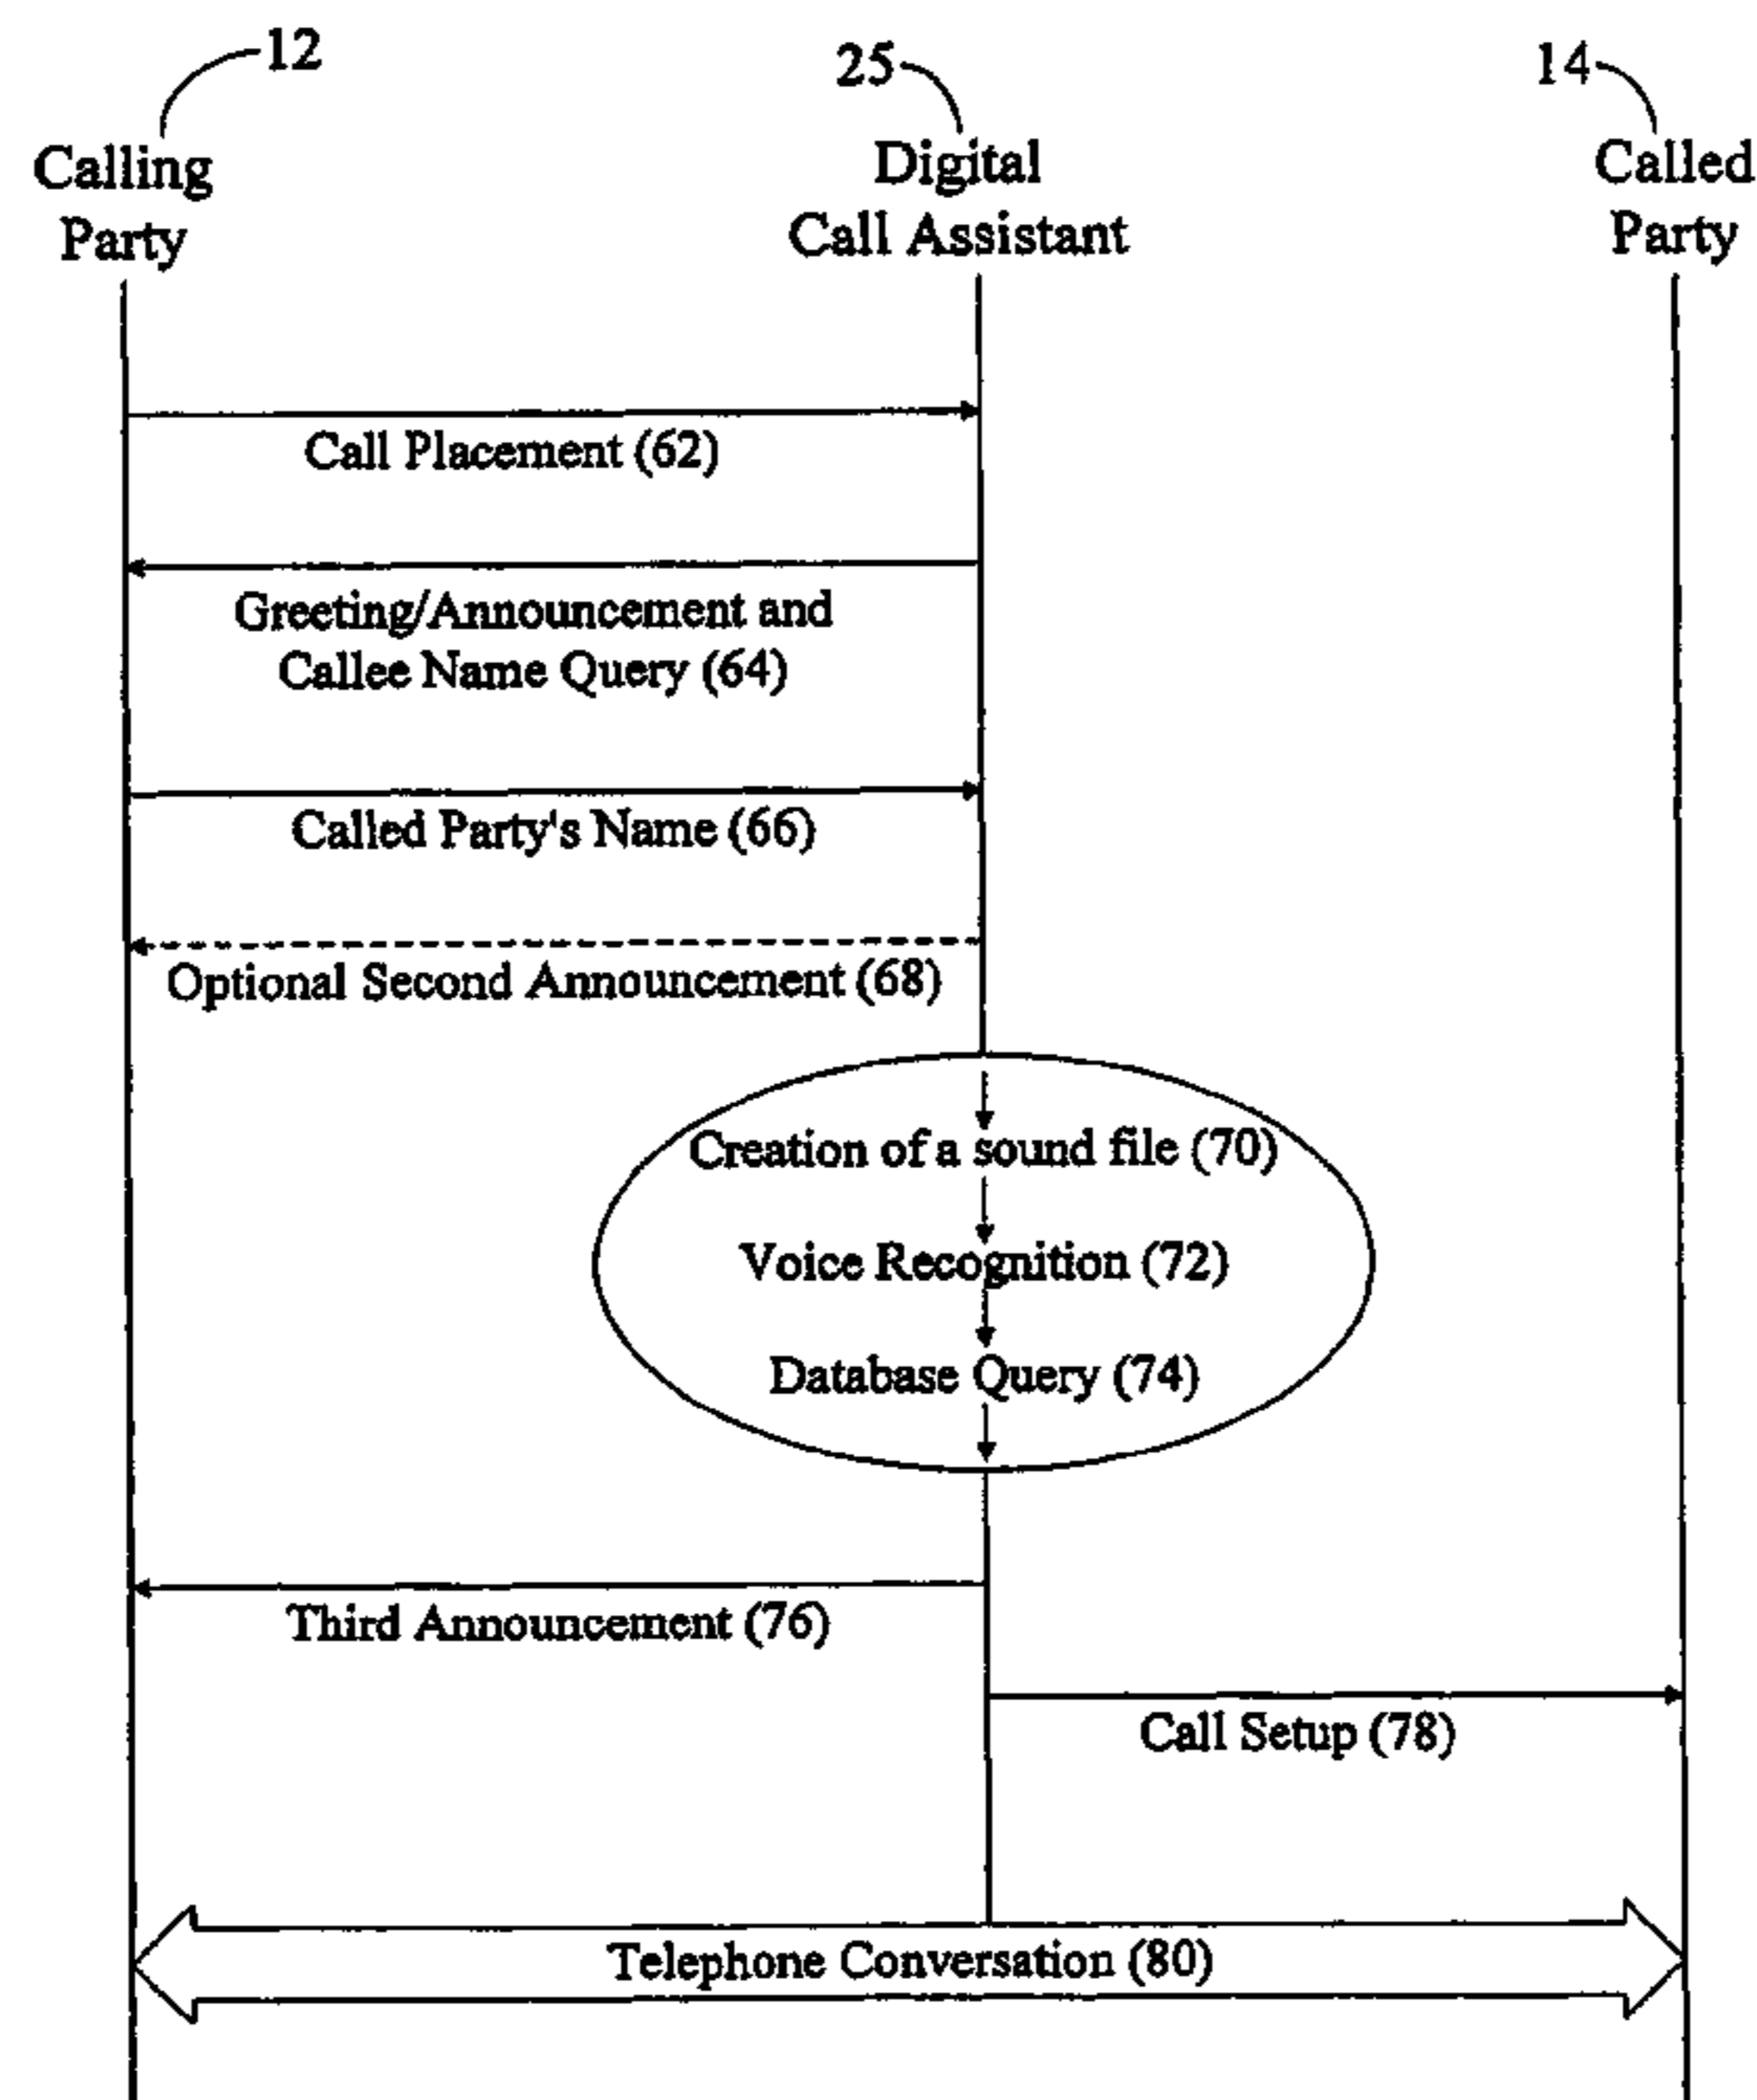 12
25
14
Calling
Party
Digital
Call Assistant
Called
Party
Call Placement (62)
Greeting/Announcement and
Callee Name Query (64)
Called Party's Name (66)
Optional Second Announcement (68)
Creation of a sound file (70)
Voice Recognition (72)
Database Query (74)
Third Announcement (76)
Call Setup (78)
Telephone Conversation (80)